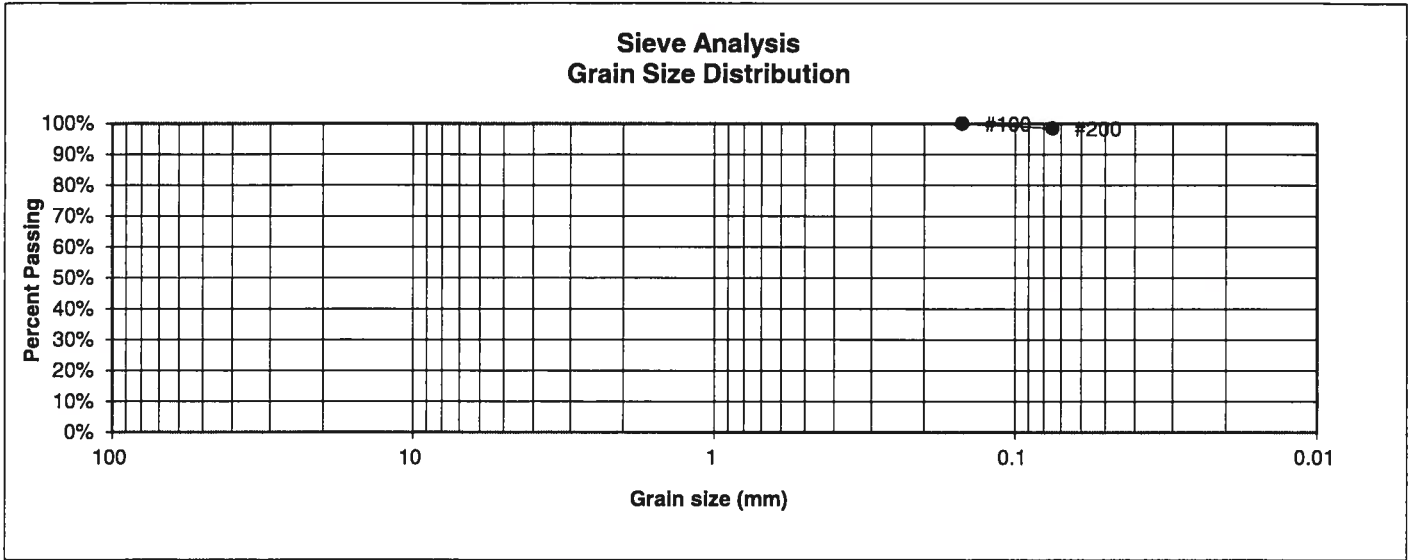 Sieve Analysis
Grain Size Distribution
100%
90%
80%
70%
60%
50%
40%
30%
20%
10%
0%
Percent Passing
#100
#200
100 10 1 0.1 0.01
Grain size (mm)